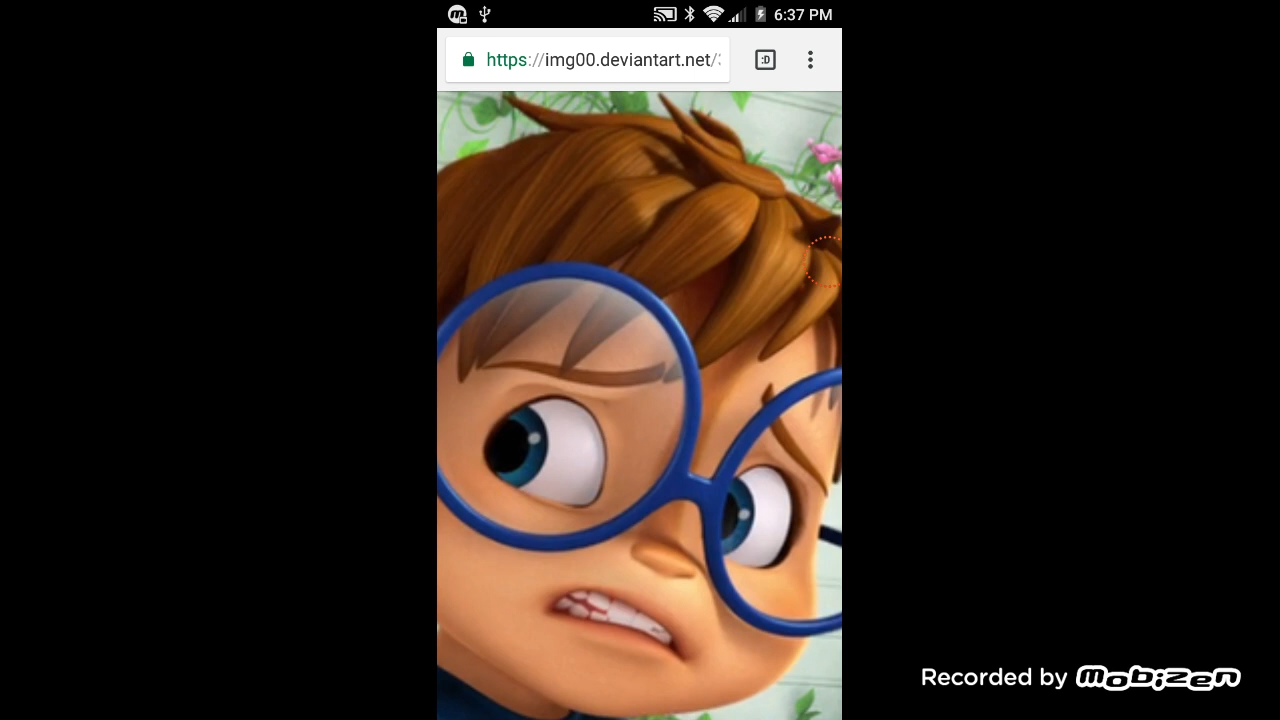 6:37 PM
https://img00.deviantart.net/
:D
Recorded by mobizen